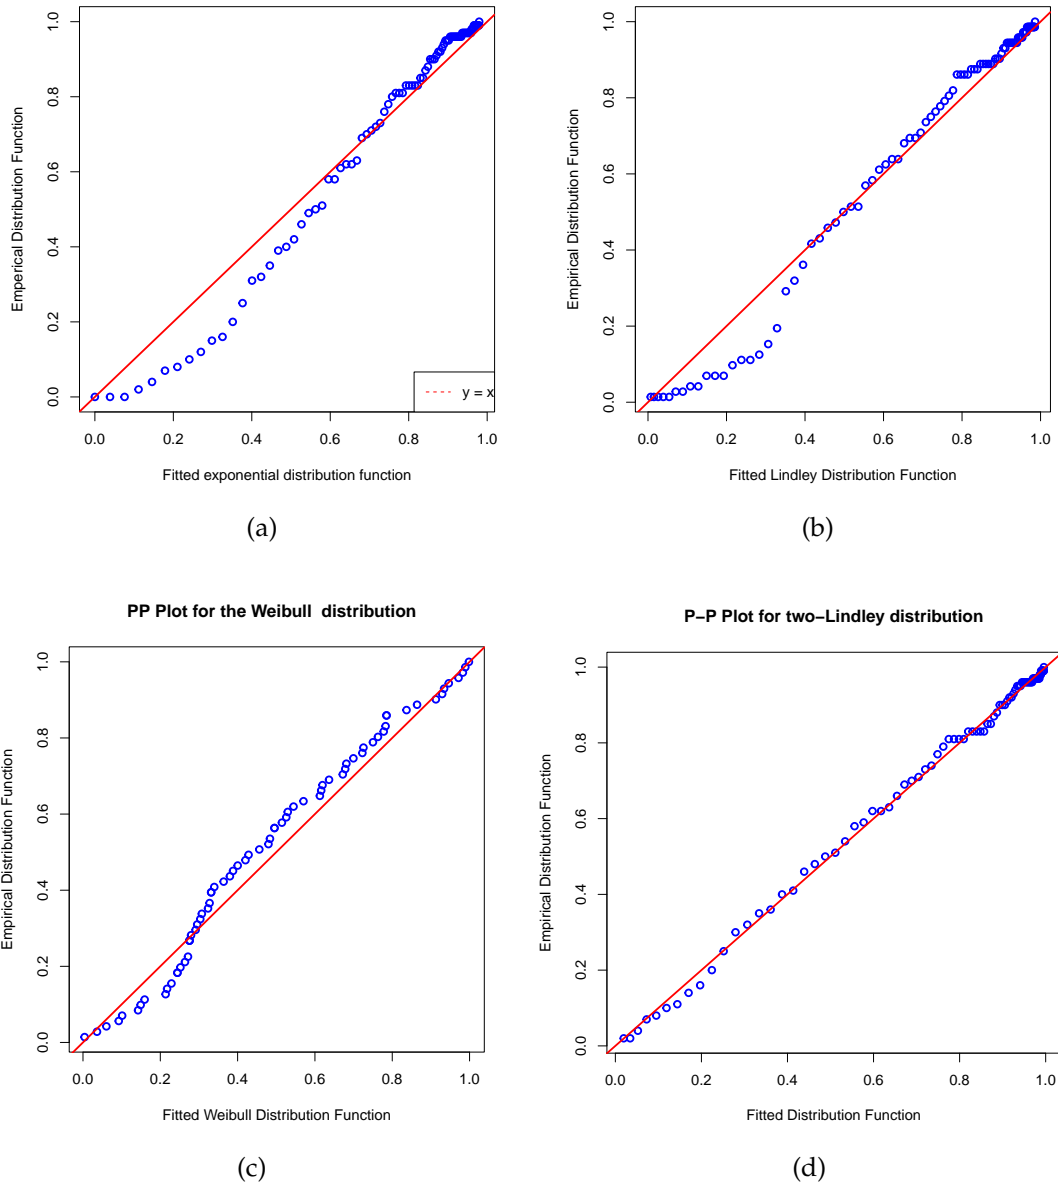 Emperical Distribution Function
0.0 0.2 0.4 0.6 0.8 1.0
y = x
0.0 0.2 0.4 0.6 0.8 1.0
Fitted exponential distribution function
(a)
Empirical Distribution Function
0.0 0.2 0.4 0.6 0.8 1.0
0.0 0.2 0.4 0.6 0.8 1.0
Fitted Lindley Distribution Function
(b)
PP Plot for the Weibull distribution
Empirical Distribution Function
0.0 0.2 0.4 0.6 0.8 1.0
0.0 0.2 0.4 0.6 0.8 1.0
Fitted Weibull Distribution Function
(c)
P−P Plot for two−Lindley distribution
Empirical Distribution Function
0.0 0.2 0.4 0.6 0.8 1.0
0.0 0.2 0.4 0.6 0.8 1.0
Fitted Distribution Function
(d)